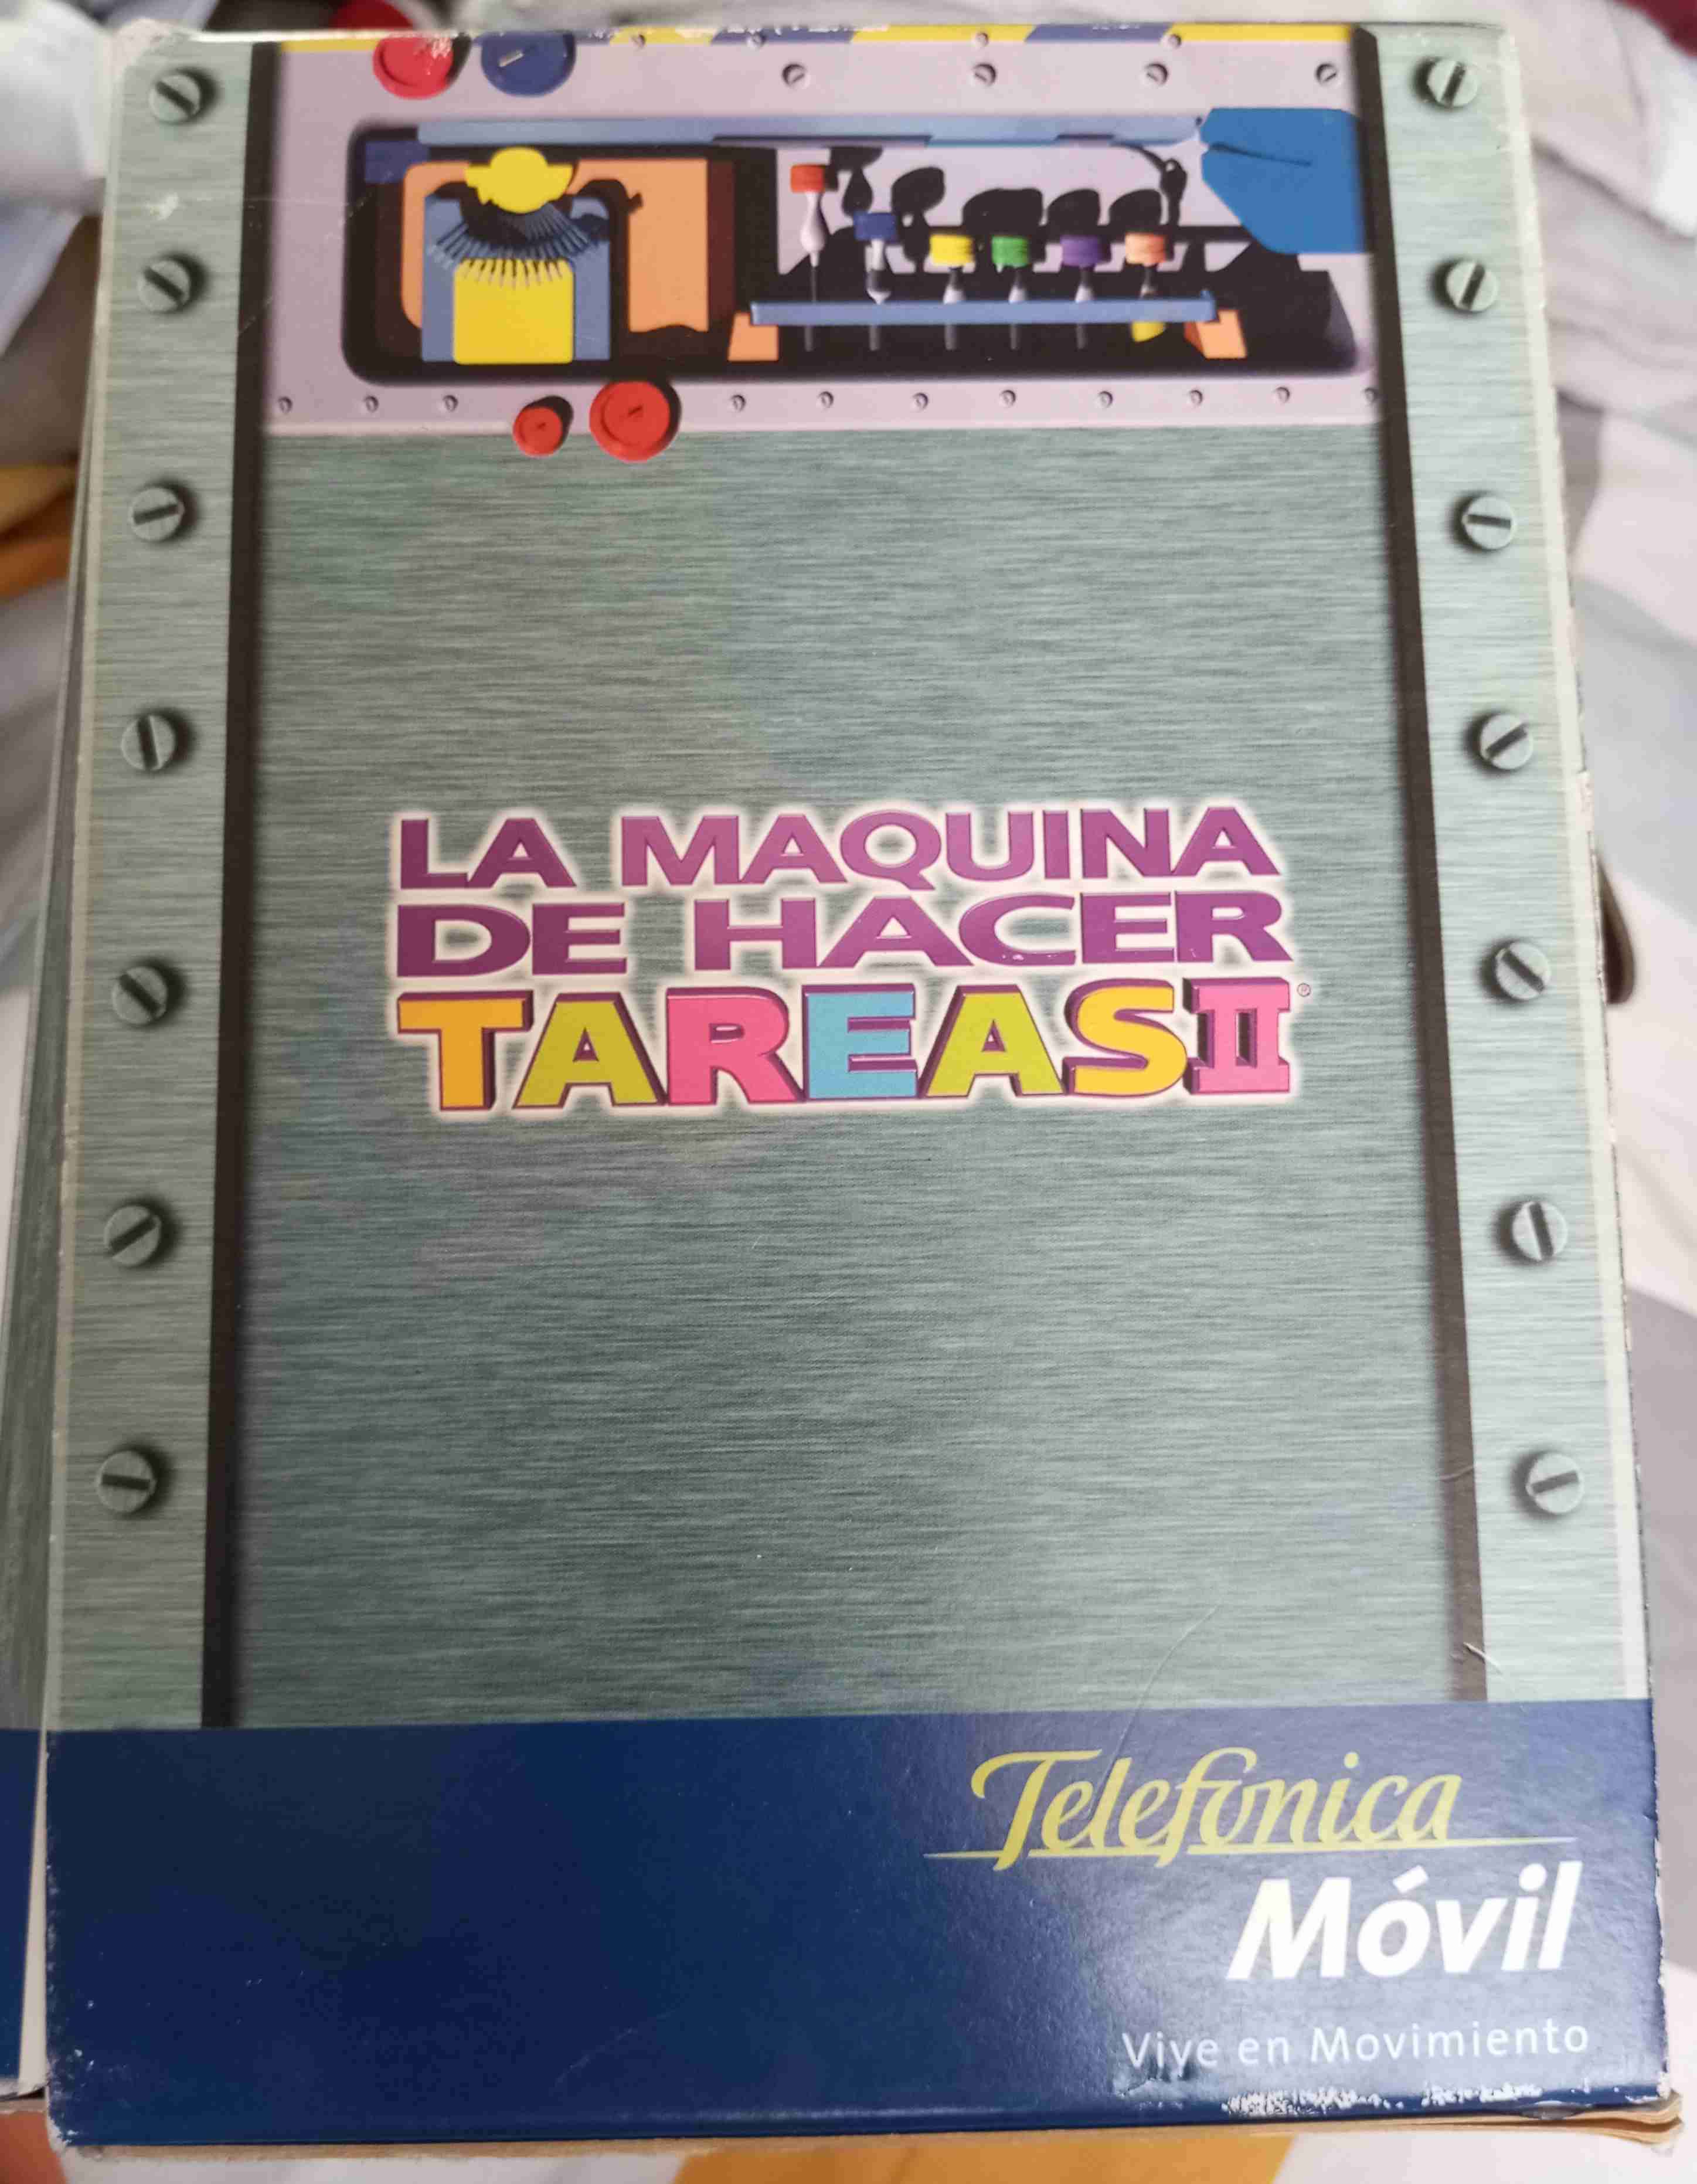 LA MAQUINA
DE HACER
TAREAS II®
Telefónica
Móvil
Vive en Movimiento